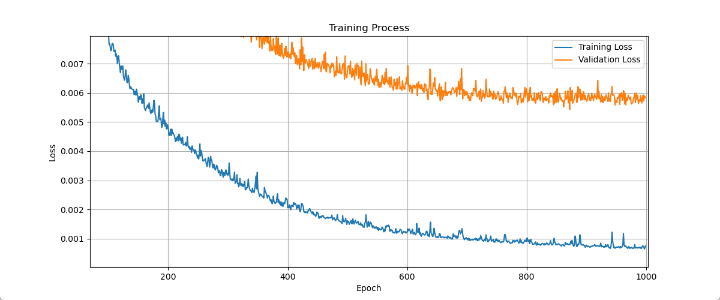 Training Process
Training Loss
Validation Loss
0.007
0.006
0.005
0.004
0.003
0.002
0.001
Loss
200
400
600
800
1000
Epoch